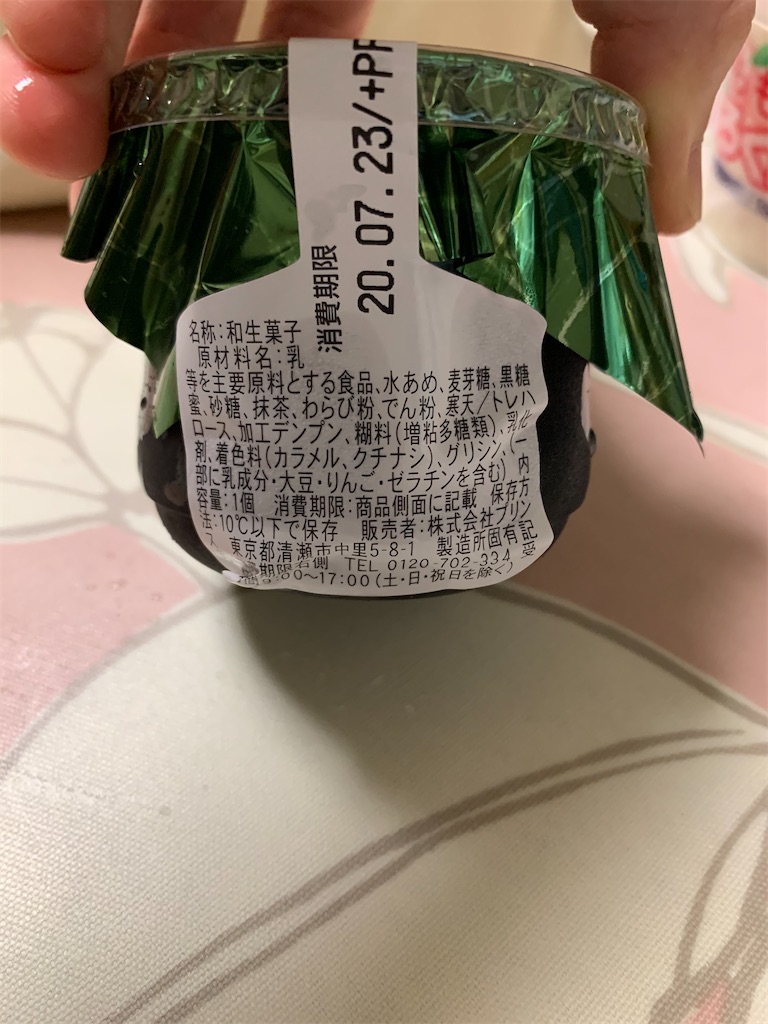 20.07.23/+PR
消費期限
名称:和生菓子
原材料名:乳
等を主要原料とする食品、水あめ、麦芽糖、黒糖
蜜、砂糖、抹茶、わらび粉、でん粉、寒天/トレハ
ロース、加工デンプン、糊料(増粘多糖類)、乳化
剤、着色料(カラメル、クチナシ)、グリシン、(一
部に乳成分・大豆・りんご・ゼラチンを含む) 内
容量:1個 消費期限:商品側面に記載 保存方
法:10℃以下で保存 販売者:株式会社プリン
ス 東京都清瀬市中里5-8-1 製造所固有記
期限右側 TEL 0120-702-334 受
00〜17:00(土・日・祝日を除く)